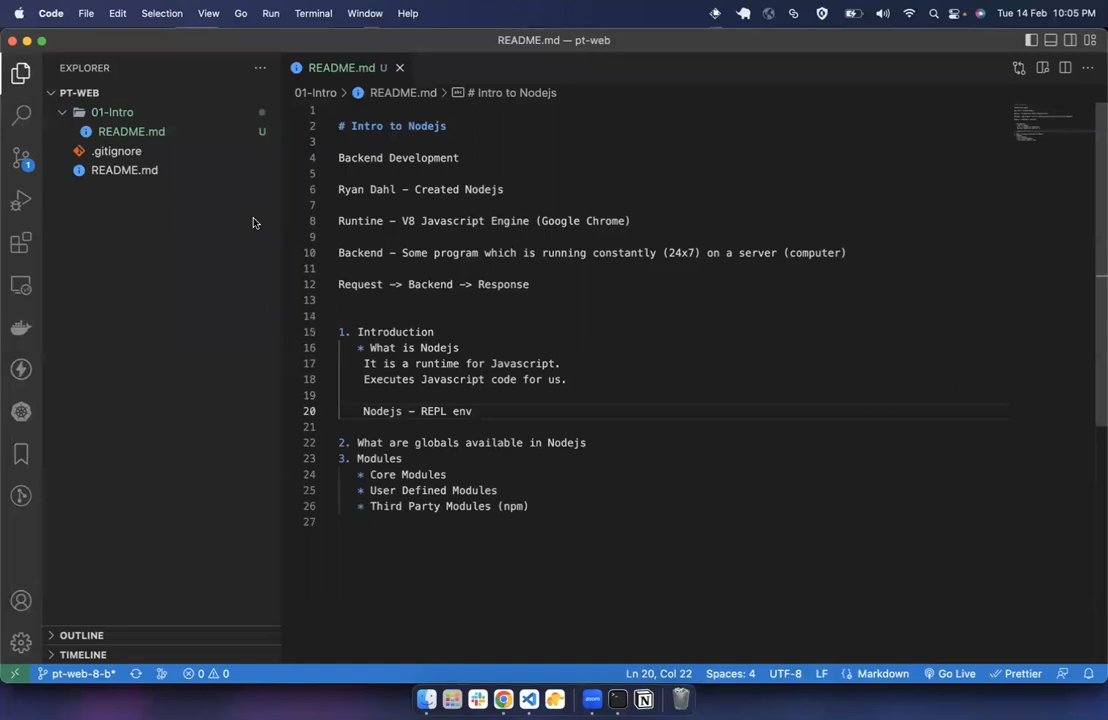 Code File Edit Selection View Go Run Terminal Window Help Tue 14 Feb 10:05 PM
README.md — pt-web
EXPLORER
README.md U
PT-WEB
01-Intro > README.md > # Intro to Nodejs
01-Intro
README.md U
.gitignore
README.md
1
2 # Intro to Nodejs
3
4 Backend Development
5
6 Ryan Dahl - Created Nodejs
7
8 Runtime - V8 Javascript Engine (Google Chrome)
9
10 Backend - Some program which is running constantly (24x7) on a server (computer)
11
12 Request -> Backend -> Response
13
14
15 1. Introduction
16 * What is Nodejs
17 It is a runtime for Javascript.
18 Executes Javascript code for us.
19
20 Nodejs - REPL env
21
22 2. What are globals available in Nodejs
23 3. Modules
24 * Core Modules
25 * User Defined Modules
26 * Third Party Modules (npm)
27
1
OUTLINE
TIMELINE
pt-web-8-b* 0 0 Ln 20, Col 22 Spaces: 4 UTF-8 LF Markdown Go Live Prettier
zoom